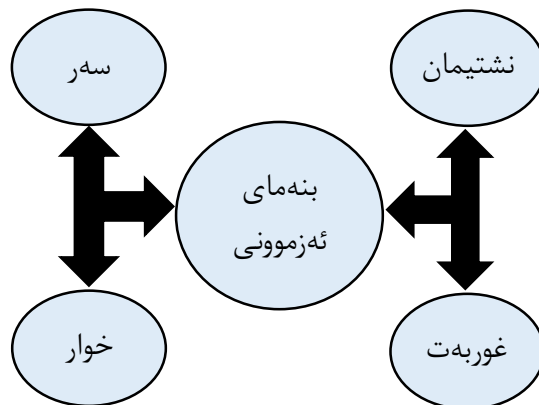 نشتیمان
سەر
بنەمای
ئەزموونی
غوربەت
خوار